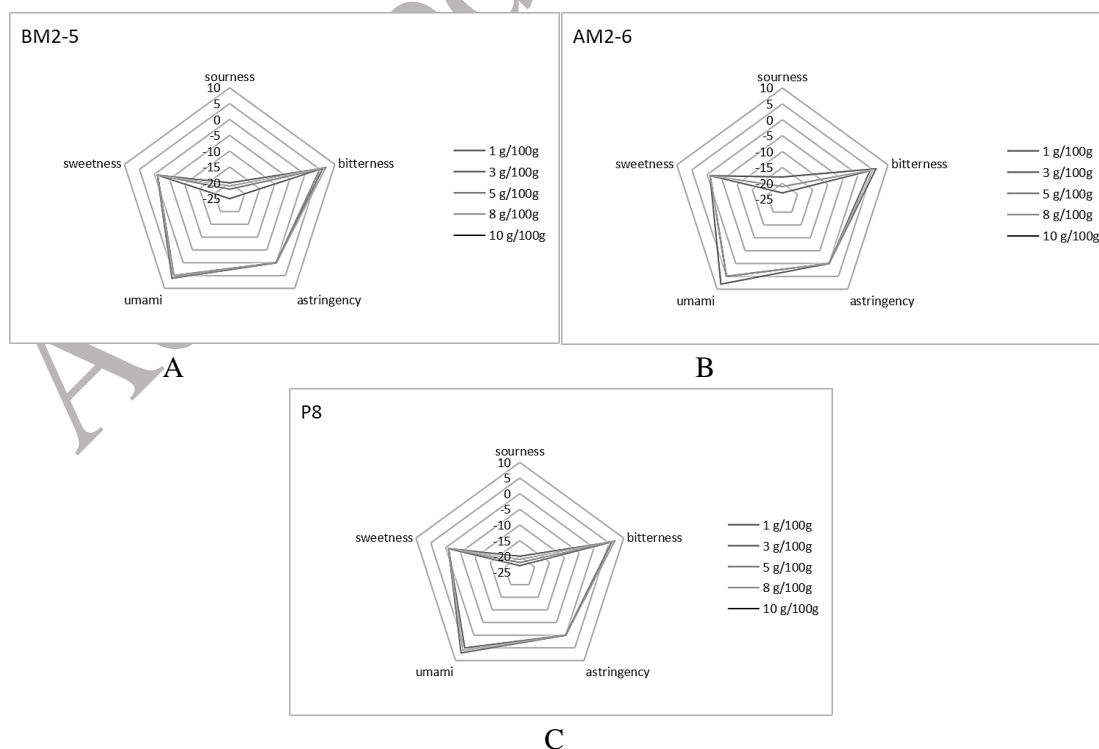 BM2-5
sourness
10
5
0
-5
-10
-15
-20
-25
sweetness
bitterness
umami
astringency
1 g/100g
3 g/100g
5 g/100g
8 g/100g
10 g/100g
A
AM2-6
sourness
10
5
0
-5
-10
-15
-20
-25
sweetness
bitterness
umami
astringency
1 g/100g
3 g/100g
5 g/100g
8 g/100g
10 g/100g
B
P8
sourness
10
5
0
-5
-10
-15
-20
-25
sweetness
bitterness
umami
astringency
1 g/100g
3 g/100g
5 g/100g
8 g/100g
10 g/100g
C